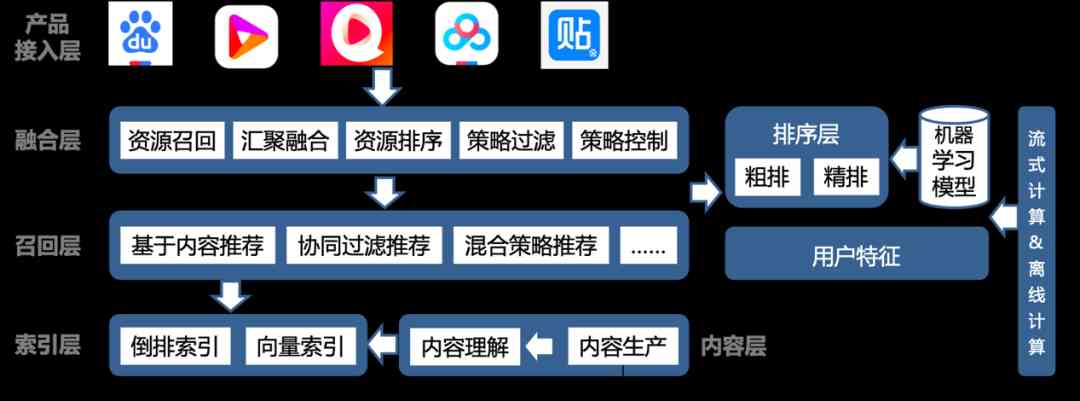 产品
接入层
du
贴
融合层
资源召回
汇聚融合
资源排序
策略过滤
策略控制
排序层
粗排
精排
机器
学习
模型
流式计算&离线计算
召回层
基于内容推荐
协同过滤推荐
混合策略推荐
......
用户特征
索引层
倒排索引
向量索引
内容理解
内容生产
内容层